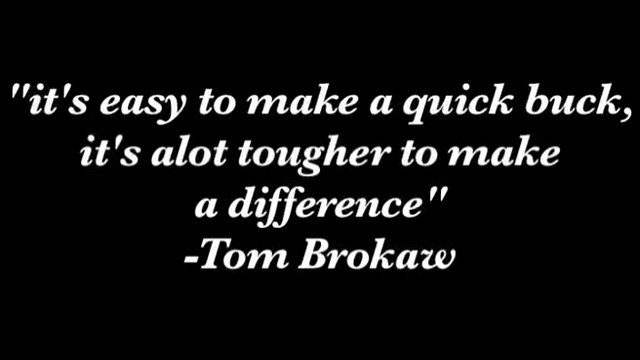 "it's easy to make a quick buck,
it's alot tougher to make
a difference"
-Tom Brokaw